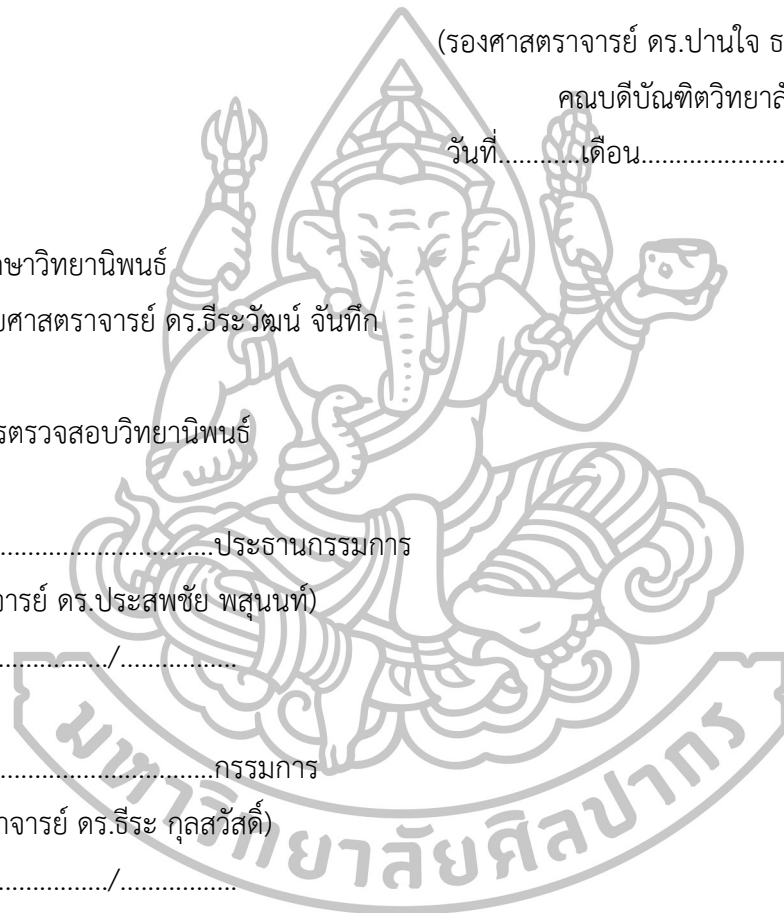 (รองศาสตราจารย์ ดร.ปานใจ ธ
คณบดีบัณฑิตวิทยาลั
วันที่............เดือน.....................
ษาวิทยานิพนธ์
ยศาสตราจารย์ ดร.ธีระวัฒน์ จันทึก
รตรวจสอบวิทยานิพนธ์
................................ประธานกรรมการ
จารย์ ดร.ประสพชัย พสุนนท์)
................/.................
................................กรรมการ
าจารย์ ดร.ธีระ กุลสวัสดิ์)
................/.................
มหาวิทยาลัยศิลปากร